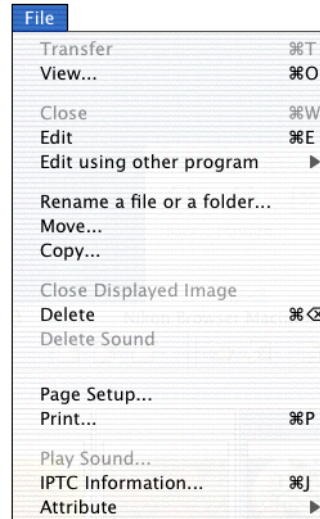 File
Transfer ⌘T
View... ⌘O
Close ⌘W
Edit ⌘E
Edit using other program ▶
Rename a file or a folder...
Move...
Copy...
Close Displayed Image
Delete ⌘⌫
Delete Sound
Page Setup...
Print... ⌘P
Play Sound...
IPTC Information... ⌘J
Attribute ▶